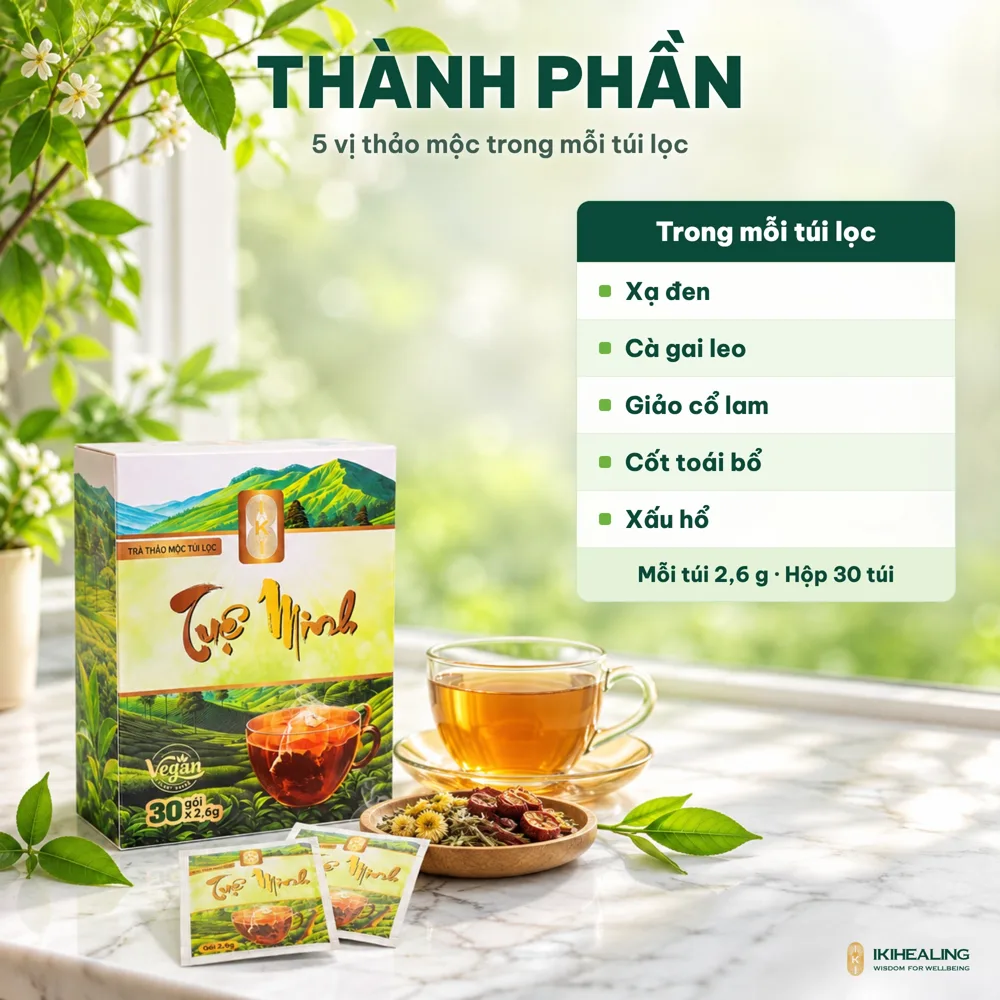 THÀNH PHẦN
5 vị thảo mộc trong mỗi túi lọc
Trong mỗi túi lọc
Xạ đen
Cà gai leo
Giảo cổ lam
Cốt toái bổ
Xấu hổ
Mỗi túi 2,6 g · Hộp 30 túi
IKI
TRÀ THẢO MỘC TÚI LỌC
Tuệ Minh
Vegan
30 gói
x 2,6g
Tuệ Minh
Gói 2,6g
Tuệ Minh
IKIHEALING
WISDOM FOR WELLBEING